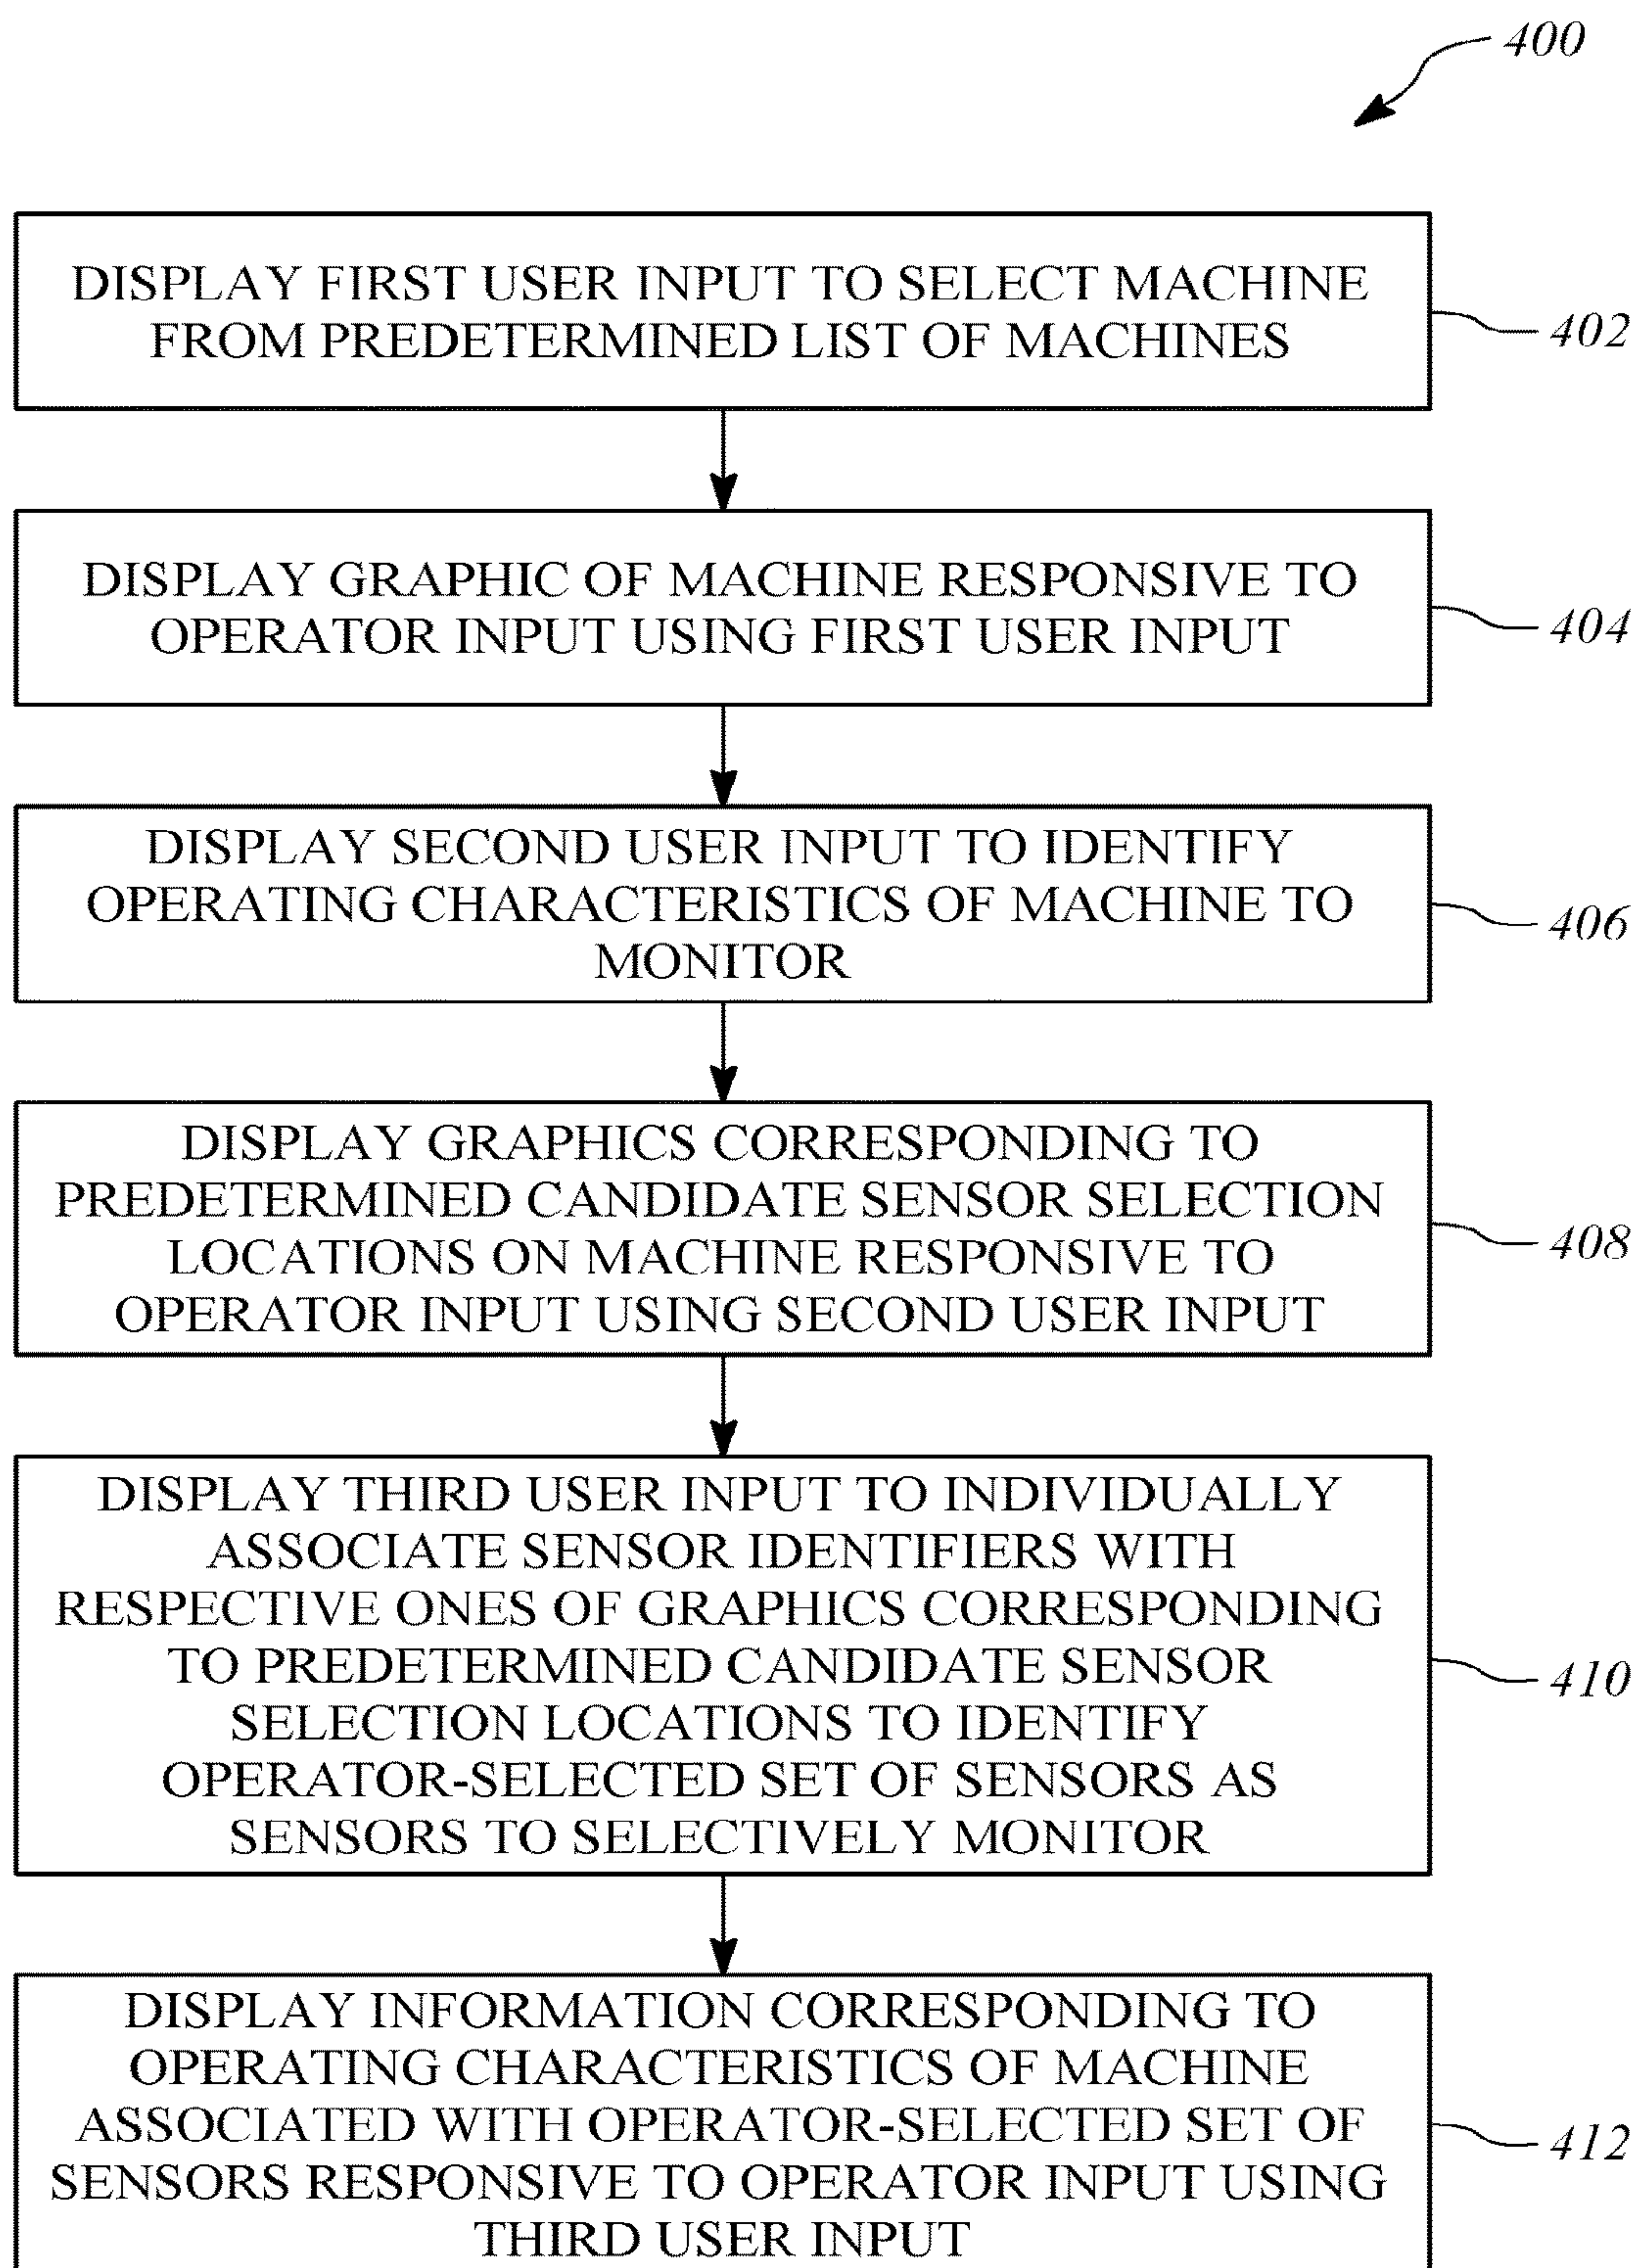 400
DISPLAY FIRST USER INPUT TO SELECT MACHINE
FROM PREDETERMINED LIST OF MACHINES
402
DISPLAY GRAPHIC OF MACHINE RESPONSIVE TO
OPERATOR INPUT USING FIRST USER INPUT
404
DISPLAY SECOND USER INPUT TO IDENTIFY
OPERATING CHARACTERISTICS OF MACHINE TO
MONITOR
406
DISPLAY GRAPHICS CORRESPONDING TO
PREDETERMINED CANDIDATE SENSOR SELECTION
LOCATIONS ON MACHINE RESPONSIVE TO
OPERATOR INPUT USING SECOND USER INPUT
408
DISPLAY THIRD USER INPUT TO INDIVIDUALLY
ASSOCIATE SENSOR IDENTIFIERS WITH
RESPECTIVE ONES OF GRAPHICS CORRESPONDING
TO PREDETERMINED CANDIDATE SENSOR
SELECTION LOCATIONS TO IDENTIFY
OPERATOR-SELECTED SET OF SENSORS AS
SENSORS TO SELECTIVELY MONITOR
410
DISPLAY INFORMATION CORRESPONDING TO
OPERATING CHARACTERISTICS OF MACHINE
ASSOCIATED WITH OPERATOR-SELECTED SET OF
SENSORS RESPONSIVE TO OPERATOR INPUT USING
THIRD USER INPUT
412